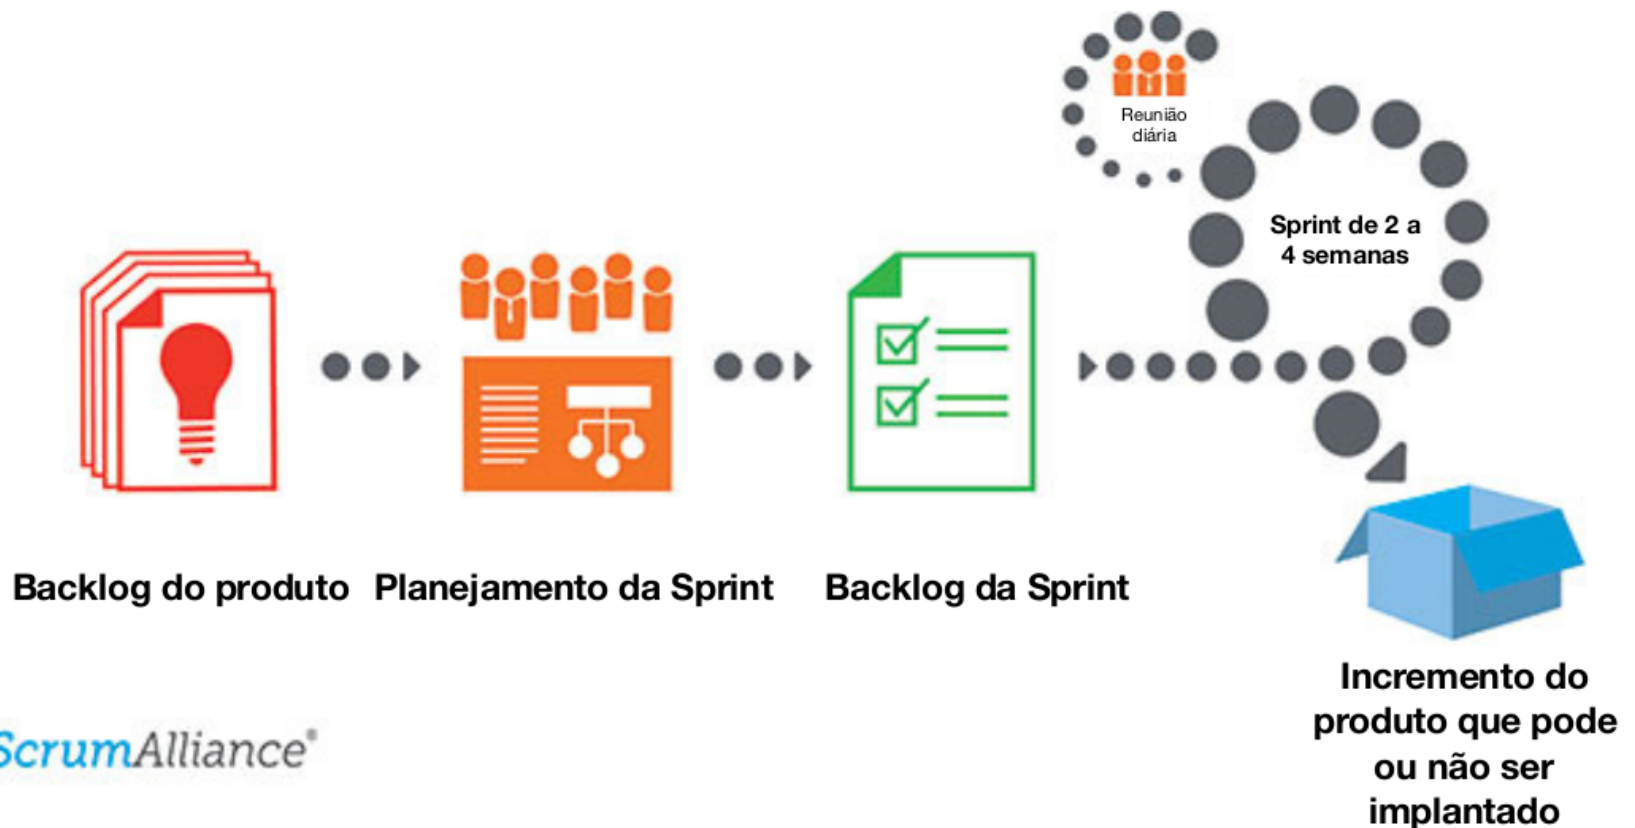 Reunião
diária
Sprint de 2 a
4 semanas
Backlog do produto
Planejamento da Sprint
Backlog da Sprint
Incremento do
produto que pode
ou não ser
implantado
ScrumAlliance®